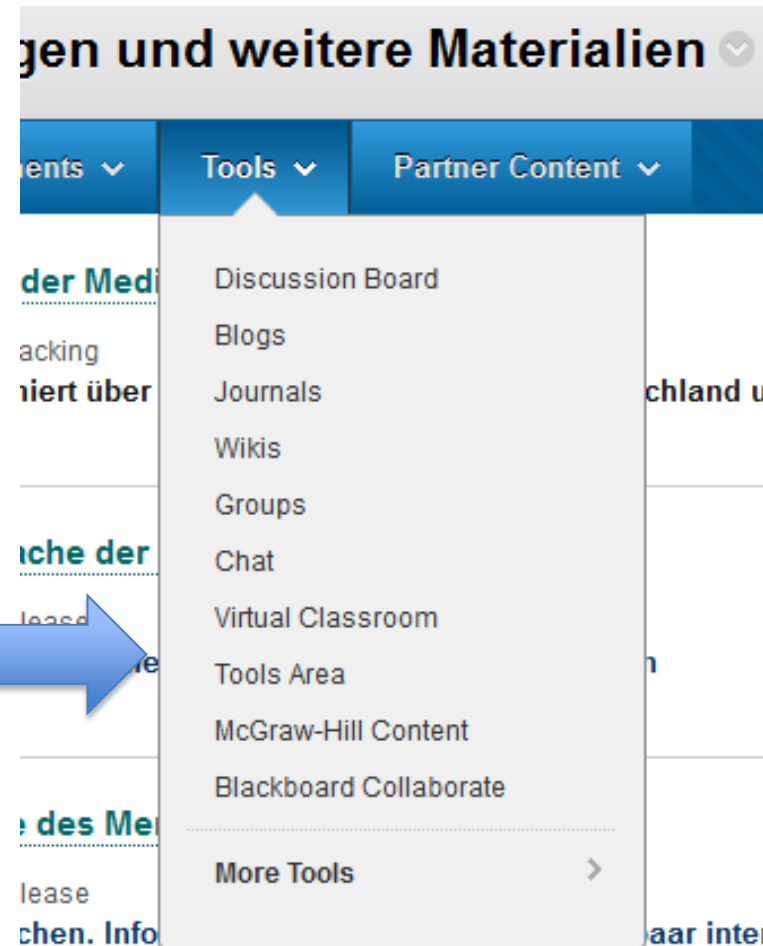 gen und weitere Materialien
ents Tools Partner Content
der Medi
Discussion Board
Blogs
acking
niert über
Journals
chland u
Wikis
Groups
ache der
Chat
lease
Virtual Classroom
Tools Area
n
McGraw-Hill Content
Blackboard Collaborate
des Me
More Tools
lease
chen. Info
aar inter